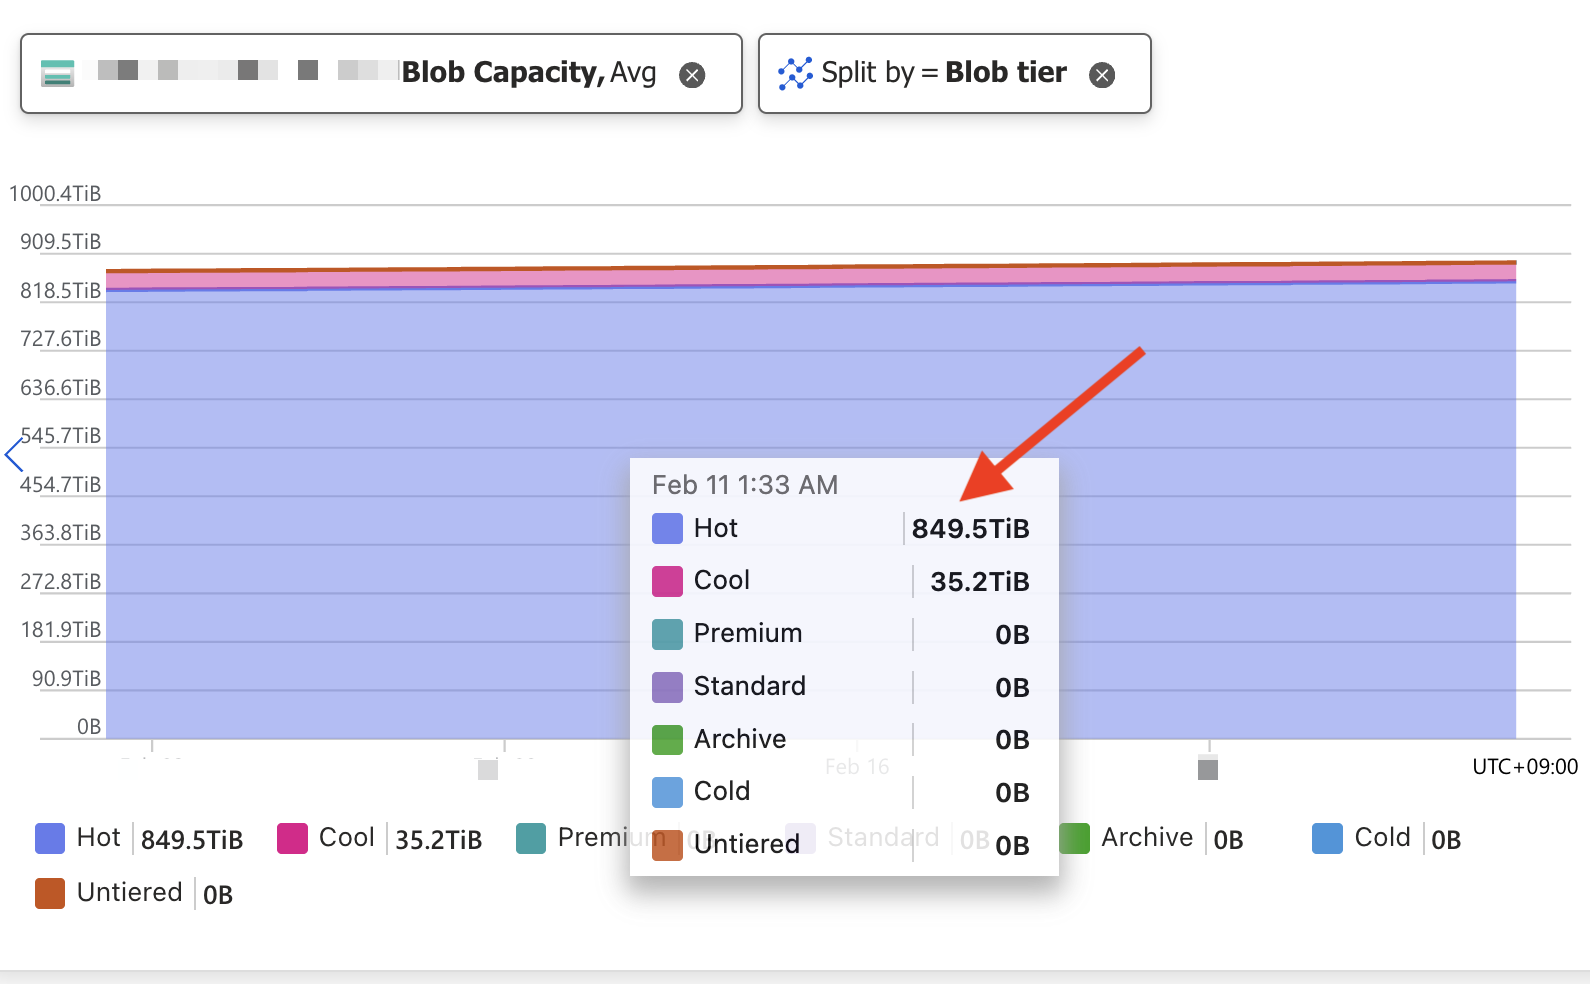 Blob Capacity, Avg
Split by = Blob tier
1000.4TiB
909.5TiB
818.5TiB
727.6TiB
636.6TiB
545.7TiB
454.7TiB
363.8TiB
272.8TiB
181.9TiB
90.9TiB
0B
Feb 11 1:33 AM
Hot 849.5TiB
Cool 35.2TiB
Premium 0B
Standard 0B
Archive 0B
Cold 0B
Untiered 0B
Feb 16
UTC+09:00
Hot 849.5TiB Cool 35.2TiB Premium 0B Standard 0B Archive 0B Cold 0B
Untiered 0B